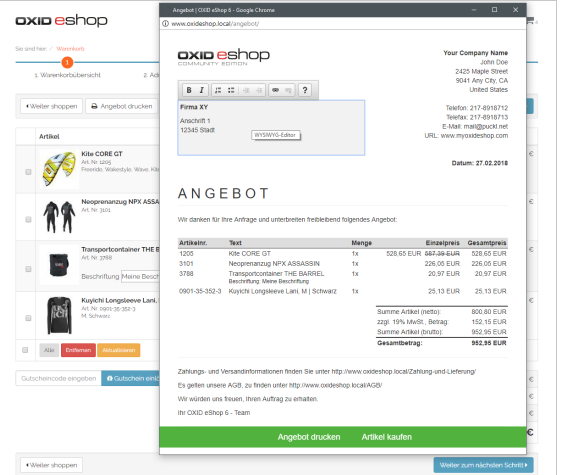 Angebot | OXID eShop 6 - Google Chrome
www.oxideshop.local/angebot/
OXID eShop
Sie sind hier: / Warenkorb
1
1. Warenkorbübersicht
2. Ad
Weiter shoppen
Angebot drucken
Artikel
Kite CORE GT
Art. Nr. 1205
Freeride, Wakestyle, Wave, Kite
Neoprenanzug NPX ASSA
Art. Nr. 3101
Transportcontainer THE B
Art. Nr. 3788
Beschriftung Meine Besch
Kuyichi Longsleeve Lani,
Art. Nr. 0901-35-352-3
M, Schwarz
Alle
Entfernen
Aktualisieren
Gutscheincode eingeben
Gutschein einl
Weiter shoppen
Weiter zum nächsten Schritt
OXID eShop
COMMUNITY EDITION
Your Company Name
John Doe
2425 Maple Street
9041 Any City, CA
United States
Telefon: 217-8918712
Telefax: 217-8918713
E-Mail: mail@puckl.net
URL: www.myoxideshop.com
B I ?
Firma XY
Anschrift 1
12345 Stadt
WYSIWYG-Editor
Datum: 27.02.2018
ANGEBOT
Wir danken für Ihre Anfrage und unterbreiten freibleibend folgendes Angebot:
Artikelnr. Text Menge Einzelpreis Gesamtpreis
1205 Kite CORE GT 1x 528,65 EUR 587,39 EUR 528,65 EUR
3101 Neoprenanzug NPX ASSASSIN 1x 226,05 EUR 226,05 EUR
3788 Transportcontainer THE BARREL 1x 20,97 EUR 20,97 EUR
Beschriftung: Meine Beschriftung
0901-35-352-3 Kuyichi Longsleeve Lani, M | Schwarz 1x 25,13 EUR 25,13 EUR
Summe Artikel (netto): 800,80 EUR
zzgl. 19% MwSt., Betrag: 152,15 EUR
Summe Artikel (brutto): 952,95 EUR
Gesamtbetrag: 952,95 EUR
Zahlungs- und Versandinformationen finden Sie unter http://www.oxideshop.local/Zahlung-und-Lieferung/
Es gelten unsere AGB, zu finden unter http://www.oxideshop.local/AGB/
Wir würden uns freuen, Ihren Auftrag zu erhalten.
Ihr OXID eShop 6 - Team
Angebot drucken
Artikel kaufen
€
€
€
€
€
€
€
€